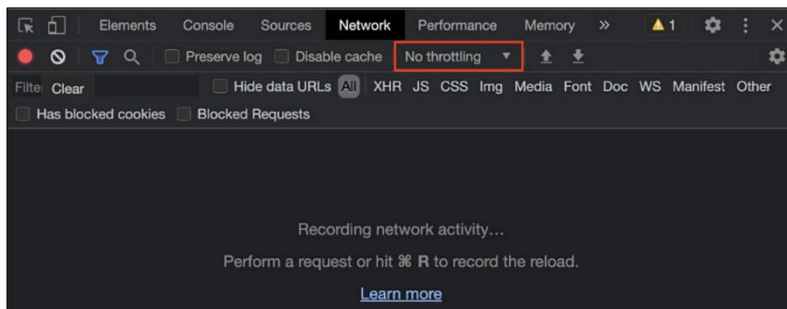 Elements Console Sources Network Performance Memory » 1
Preserve log Disable cache No throttling
Filte Clear Hide data URLs All XHR JS CSS Img Media Font Doc WS Manifest Other
Has blocked cookies Blocked Requests
Recording network activity…
Perform a request or hit ⌘ R to record the reload.
Learn more